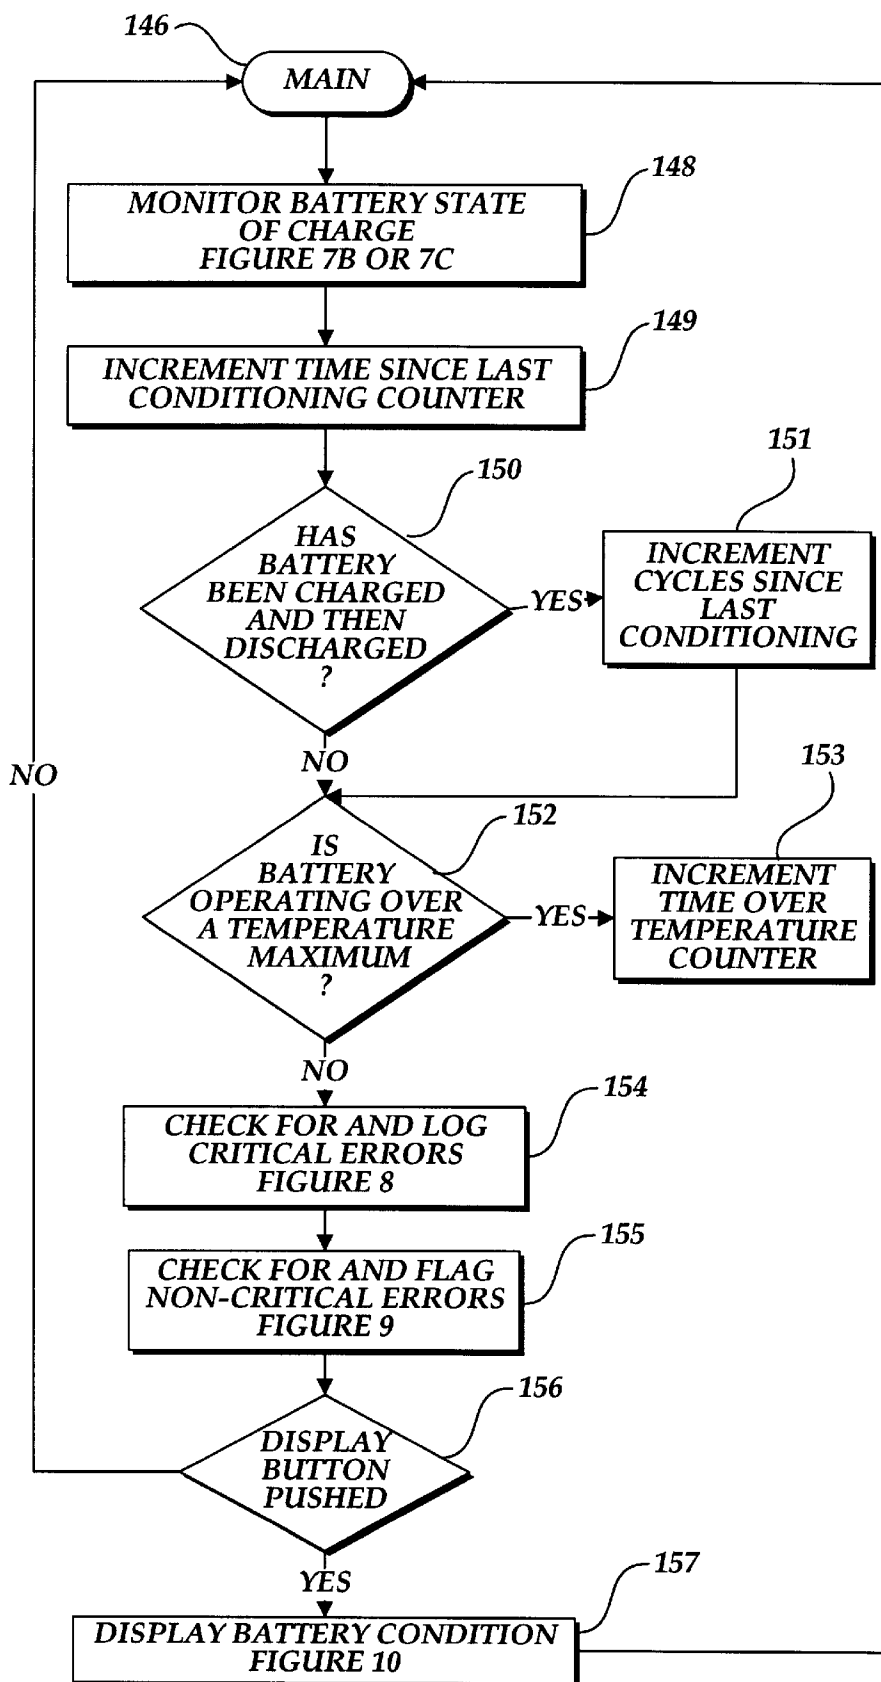 146
MAIN
148
MONITOR BATTERY STATE
OF CHARGE
FIGURE 7B OR 7C
149
INCREMENT TIME SINCE LAST
CONDITIONING COUNTER
150
HAS
BATTERY
BEEN CHARGED
AND THEN
DISCHARGED
?
YES
151
INCREMENT
CYCLES SINCE
LAST
CONDITIONING
NO
NO
152
IS
BATTERY
OPERATING OVER
A TEMPERATURE
MAXIMUM
?
YES
153
INCREMENT
TIME OVER
TEMPERATURE
COUNTER
NO
154
CHECK FOR AND LOG
CRITICAL ERRORS
FIGURE 8
155
CHECK FOR AND FLAG
NON-CRITICAL ERRORS
FIGURE 9
156
DISPLAY
BUTTON
PUSHED
YES
157
DISPLAY BATTERY CONDITION
FIGURE 10